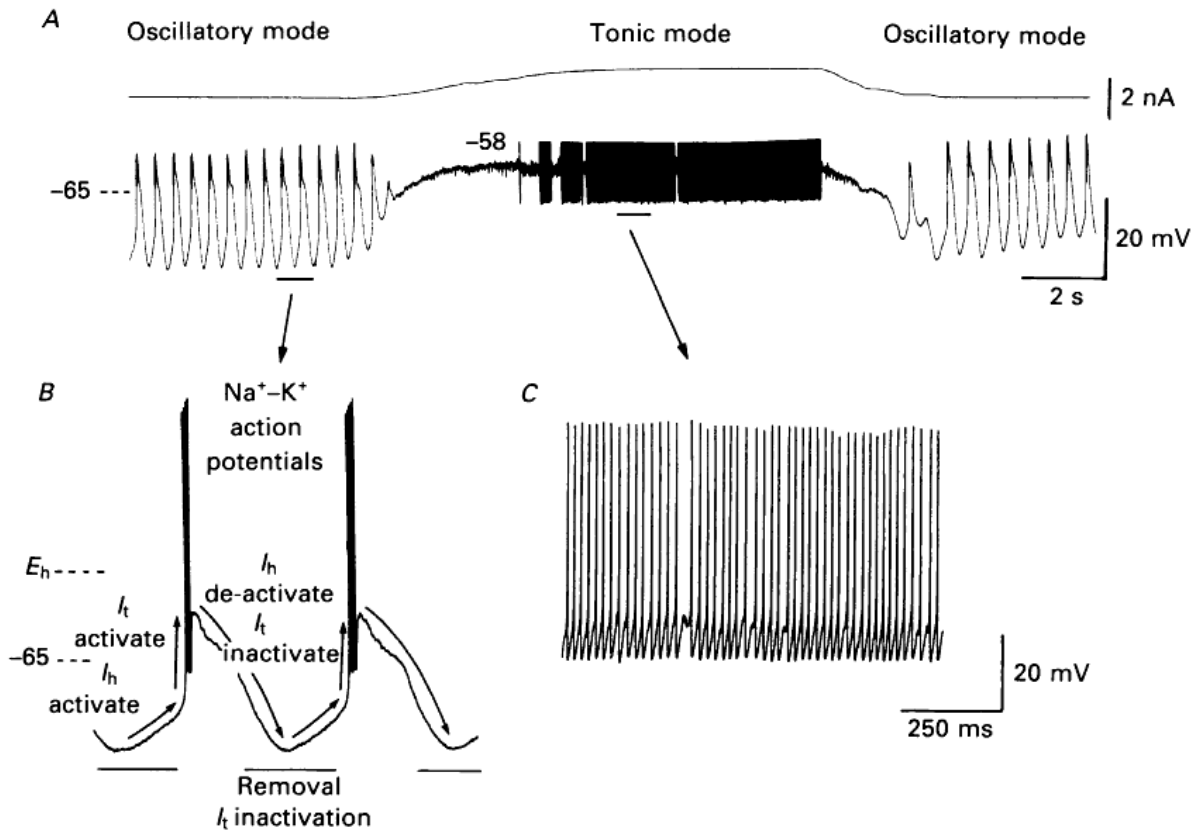 A
Oscillatory mode
Tonic mode
Oscillatory mode
2 nA
–58
–65
20 mV
2 s
B
Na⁺–K⁺
action
potentials
C
Eₕ
Iₕ
de-activate
Iₜ
activate
Iₜ
inactivate
–65
Iₕ
activate
20 mV
250 ms
Removal
Iₜ inactivation